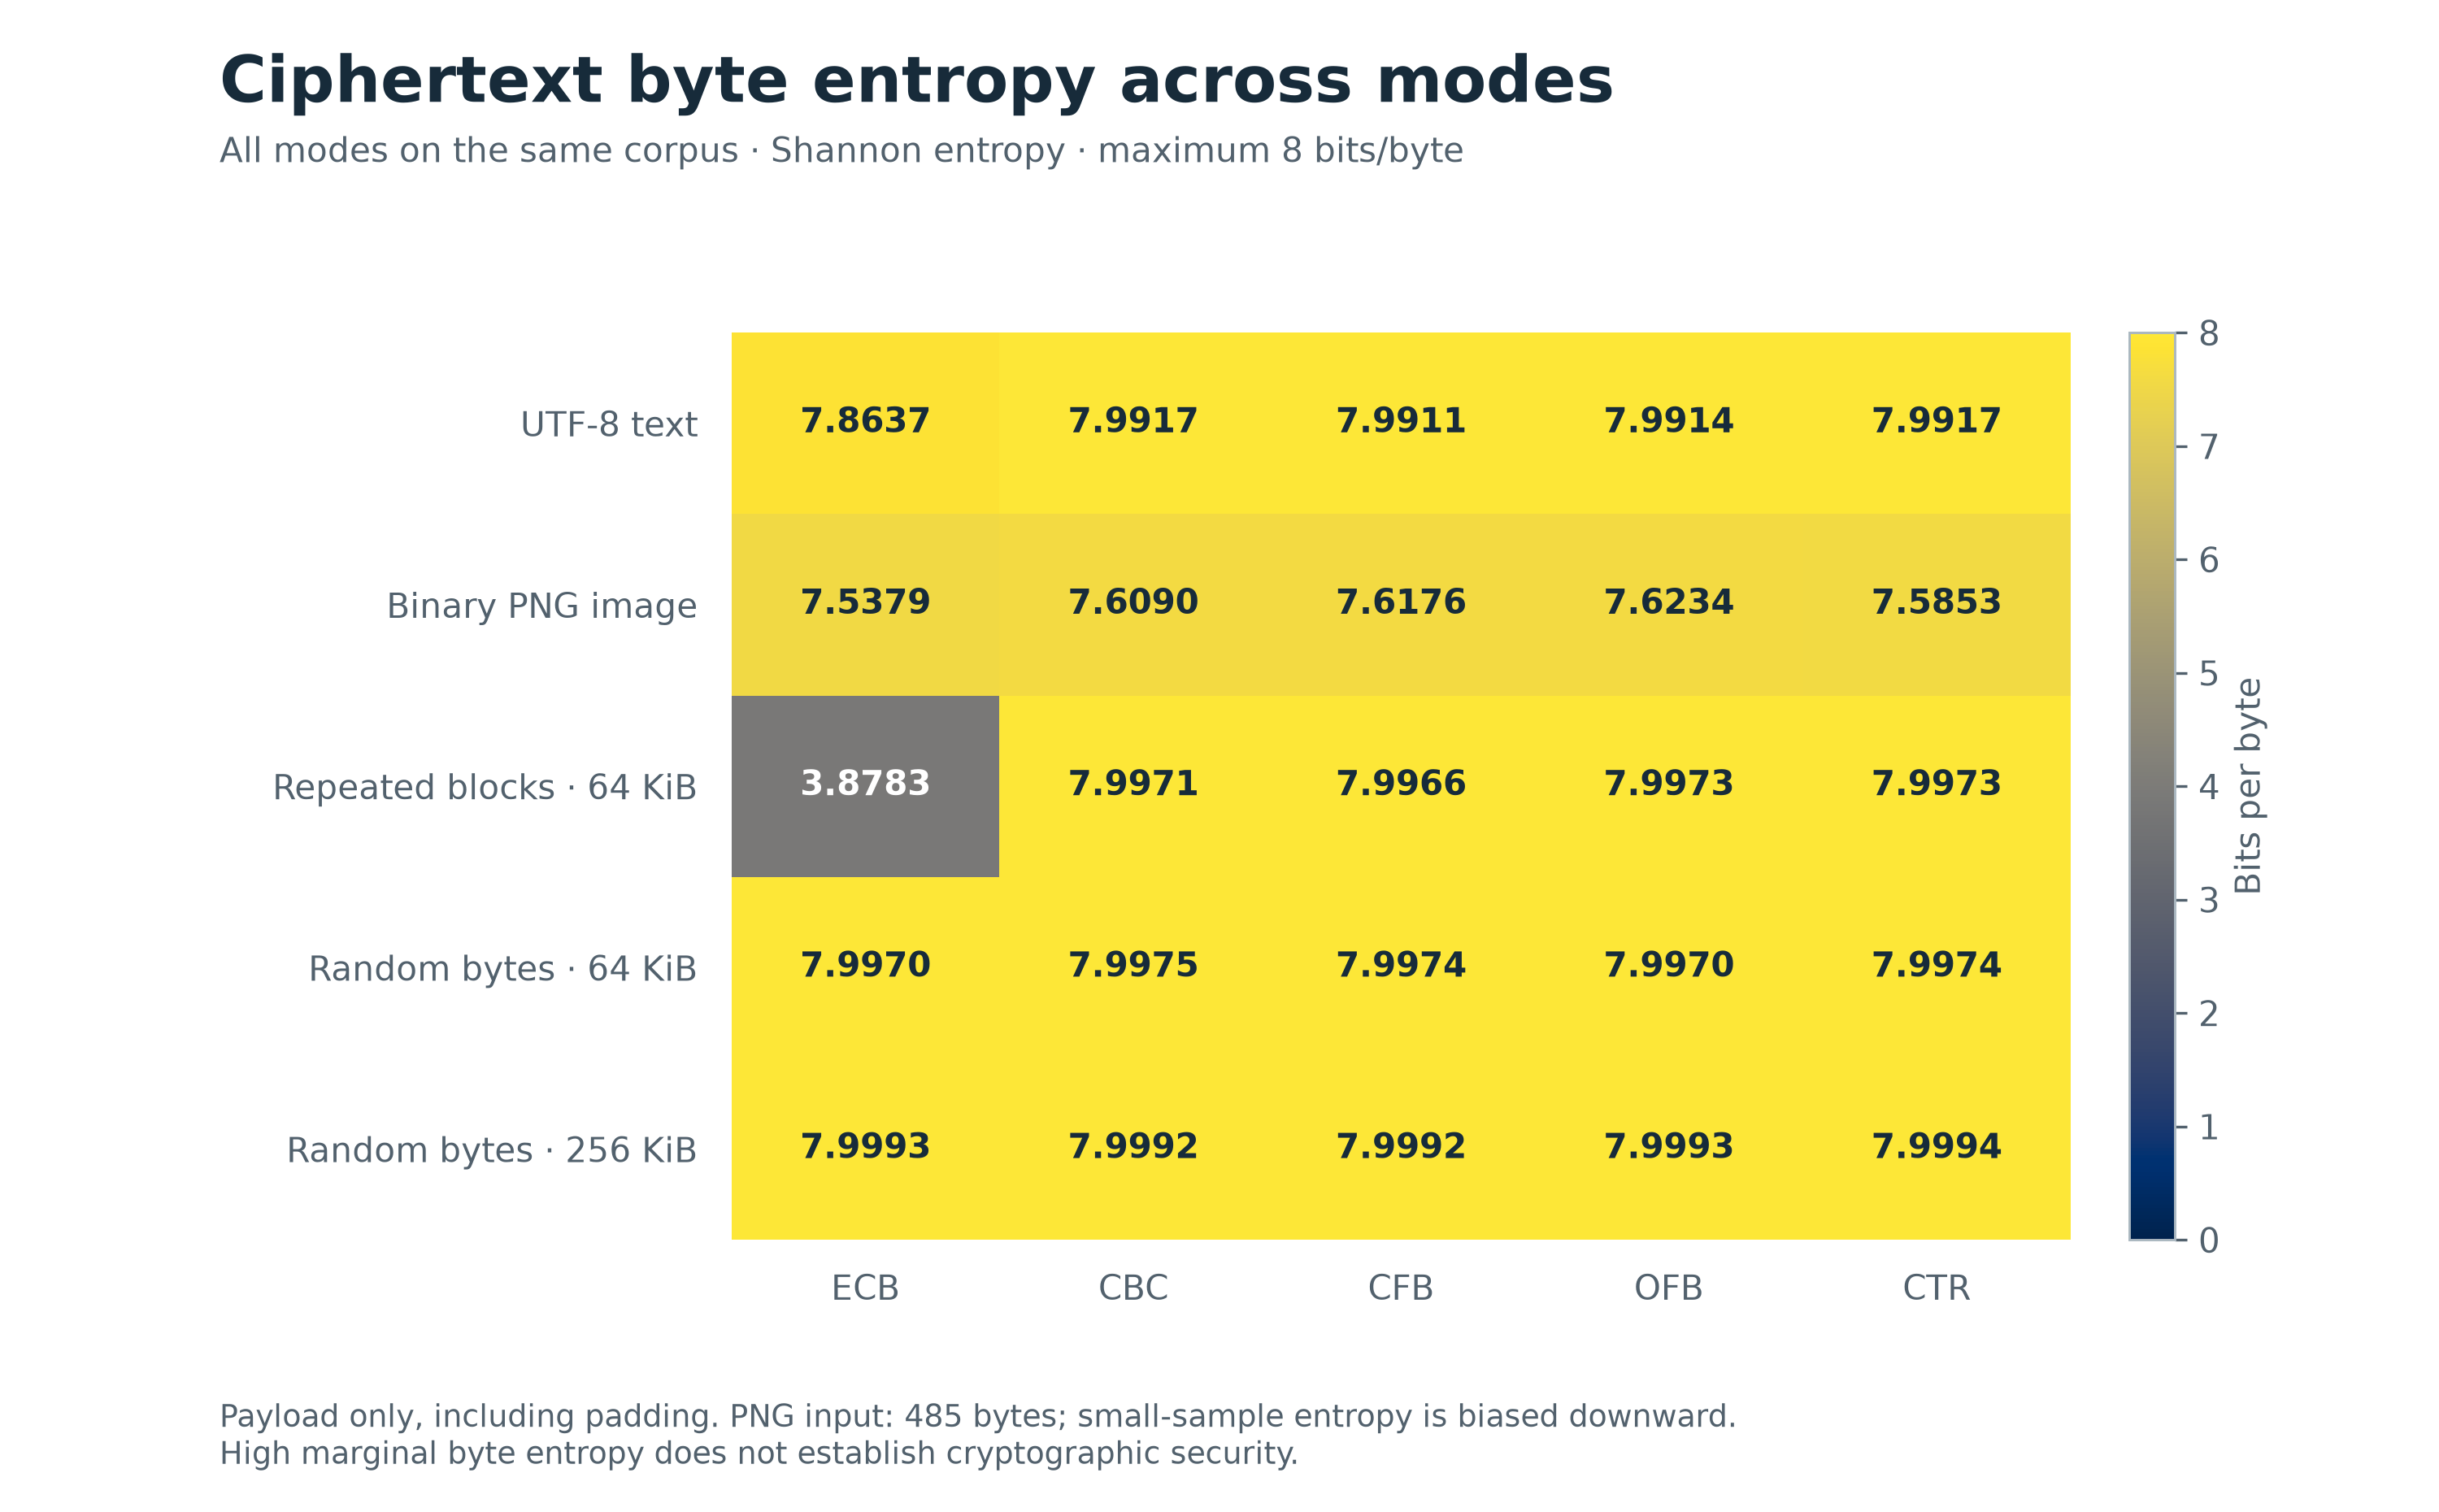 Ciphertext byte entropy across modes
All modes on the same corpus · Shannon entropy · maximum 8 bits/byte
UTF-8 text 7.8637 7.9917 7.9911 7.9914 7.9917
Binary PNG image 7.5379 7.6090 7.6176 7.6234 7.5853
Repeated blocks · 64 KiB 3.8783 7.9971 7.9966 7.9973 7.9973
Random bytes · 64 KiB 7.9970 7.9975 7.9974 7.9970 7.9974
Random bytes · 256 KiB 7.9993 7.9992 7.9992 7.9993 7.9994
ECB CBC CFB OFB CTR
8
7
6
5
4
3
2
1
0
Bits per byte
Payload only, including padding. PNG input: 485 bytes; small-sample entropy is biased downward.
High marginal byte entropy does not establish cryptographic security.